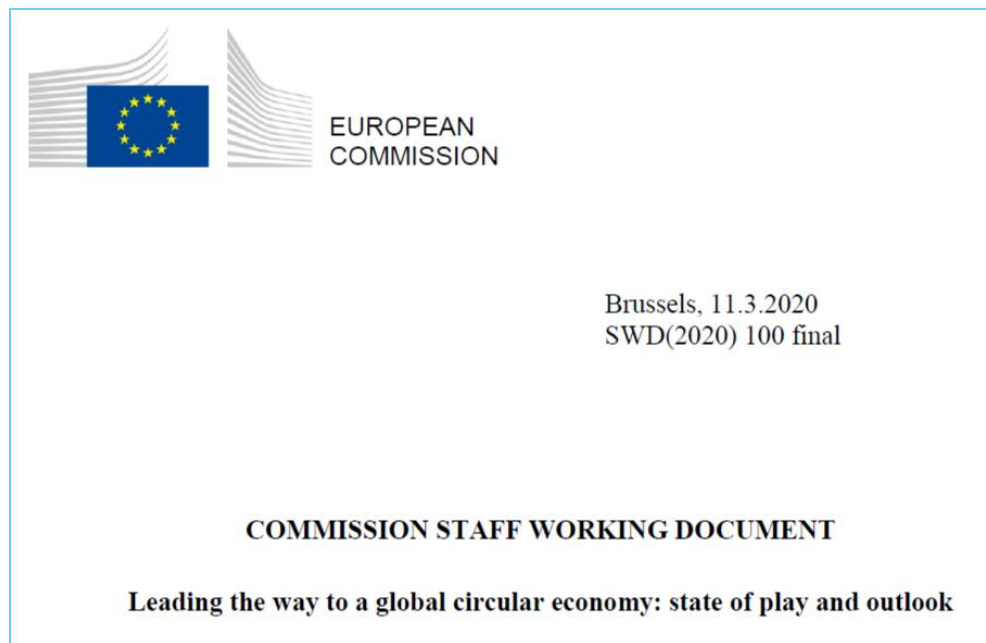 EUROPEAN
COMMISSION
Brussels, 11.3.2020
SWD(2020) 100 final
COMMISSION STAFF WORKING DOCUMENT
Leading the way to a global circular economy: state of play and outlook